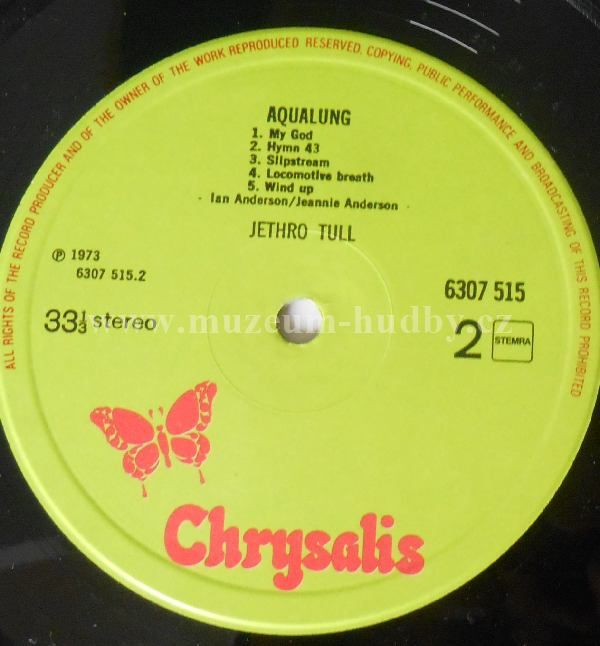 ALL RIGHTS OF THE RECORD PRODUCER AND OF THE OWNER OF THE WORK REPRODUCED RESERVED. COPYING, PUBLIC PERFORMANCE AND BROADCASTING OF THIS RECORD PROHIBITED
AQUALUNG
1. My God
2. Hymn 43
3. Slipstream
4. Locomotive breath
5. Wind up
- Ian Anderson/Jeannie Anderson -
JETHRO TULL
℗ 1973
6307 515.2
6307 515
33⅓ stereo
2 STEMRA
www.muzeum-hudby.cz
Chrysalis